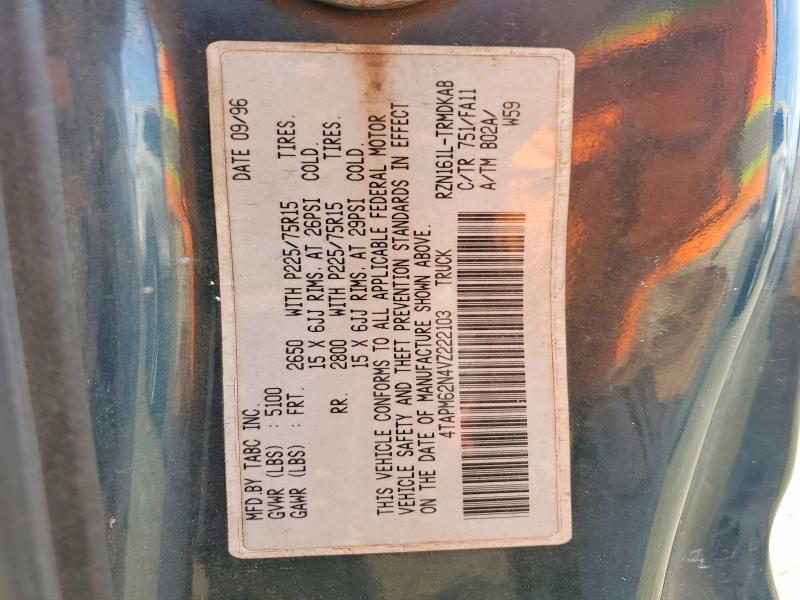 MFD.BY TABC INC. DATE 09/96
GVWR (LBS) : 5100
GAWR (LBS) : FRT. 2650 WITH P225/75R15 TIRES.
15 X 6JJ RIMS. AT 26PSI COLD.
RR. 2800 WITH P225/75R15 TIRES.
15 X 6JJ RIMS. AT 29PSI COLD.
THIS VEHICLE CONFORMS TO ALL APPLICABLE FEDERAL MOTOR
VEHICLE SAFETY AND THEFT PREVENTION STANDARDS IN EFFECT
ON THE DATE OF MANUFACTURE SHOWN ABOVE.
4TAPM62N4VZ222103 TRUCK
RZN161L-TRMDKAB
C/TR 751/FA11
A/TM B02A/
W59